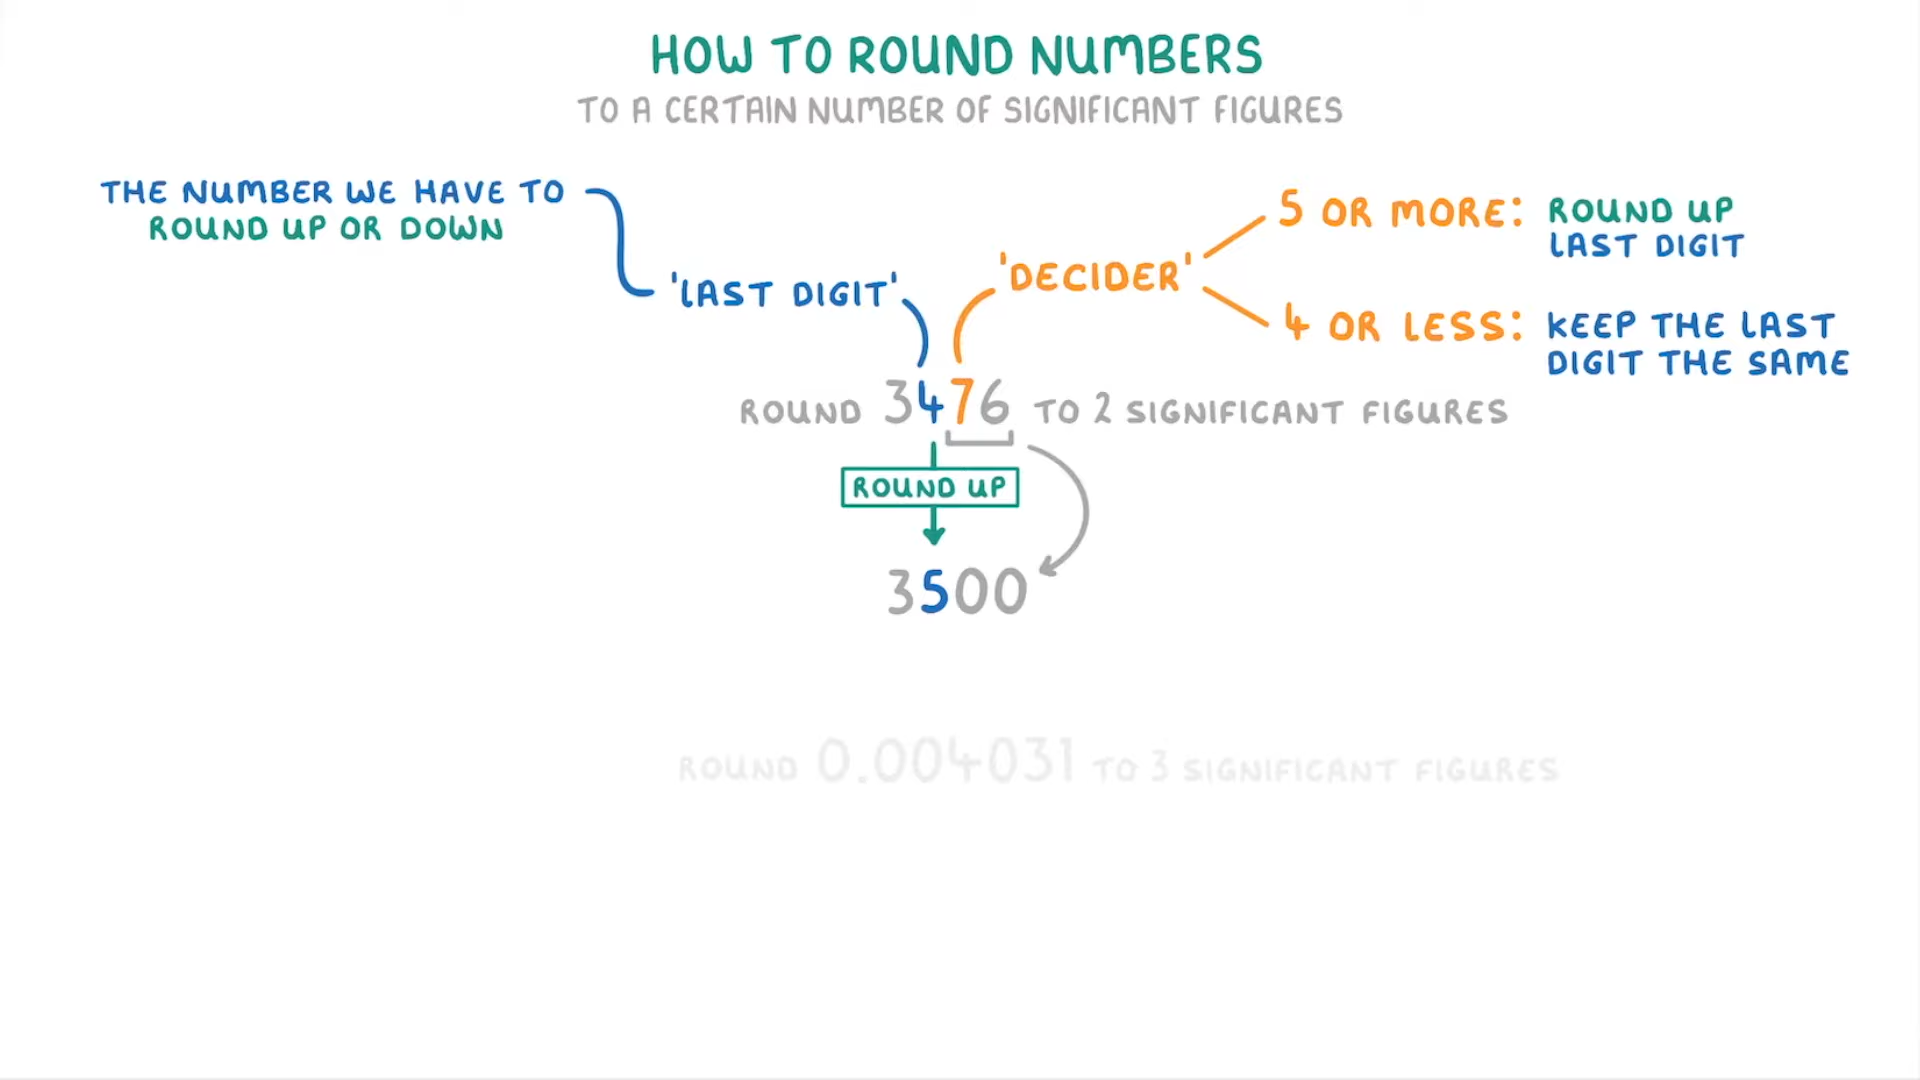 HOW TO ROUND NUMBERS
TO A CERTAIN NUMBER OF SIGNIFICANT FIGURES
THE NUMBER WE HAVE TO
ROUND UP OR DOWN
'LAST DIGIT'
'DECIDER'
5 OR MORE: ROUND UP
LAST DIGIT
4 OR LESS: KEEP THE LAST
DIGIT THE SAME
ROUND 3476 TO 2 SIGNIFICANT FIGURES
ROUND UP
3500
ROUND 0.004031 TO 3 SIGNIFICANT FIGURES